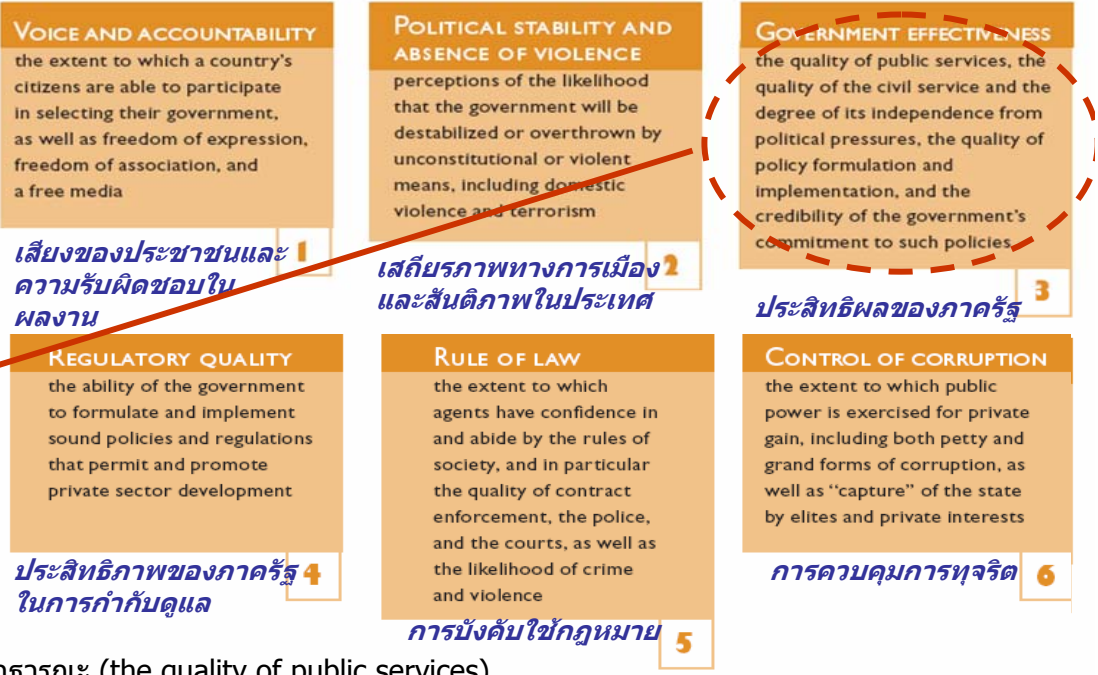 VOICE AND ACCOUNTABILITY
the extent to which a country's
citizens are able to participate
in selecting their government,
as well as freedom of expression,
freedom of association, and
a free media
1
เสียงของประชาชนและ
ความรับผิดชอบใน
ผลงาน
POLITICAL STABILITY AND
ABSENCE OF VIOLENCE
perceptions of the likelihood
that the government will be
destabilized or overthrown by
unconstitutional or violent
means, including domestic
violence and terrorism
2
เสถียรภาพทางการเมือง
และสันติภาพในประเทศ
GOVERNMENT EFFECTIVENESS
the quality of public services, the
quality of the civil service and the
degree of its independence from
political pressures, the quality of
policy formulation and
implementation, and the
credibility of the government's
commitment to such policies
3
ประสิทธิผลของภาครัฐ
REGULATORY QUALITY
the ability of the government
to formulate and implement
sound policies and regulations
that permit and promote
private sector development
4
ประสิทธิภาพของภาครัฐ
ในการกำกับดูแล
RULE OF LAW
the extent to which
agents have confidence in
and abide by the rules of
society, and in particular
the quality of contract
enforcement, the police,
and the courts, as well as
the likelihood of crime
and violence
การบังคับใช้กฎหมาย
5
CONTROL OF CORRUPTION
the extent to which public
power is exercised for private
gain, including both petty and
grand forms of corruption, as
well as “capture” of the state
by elites and private interests
การควบคุมการทุจริต
6
(the quality of public services)